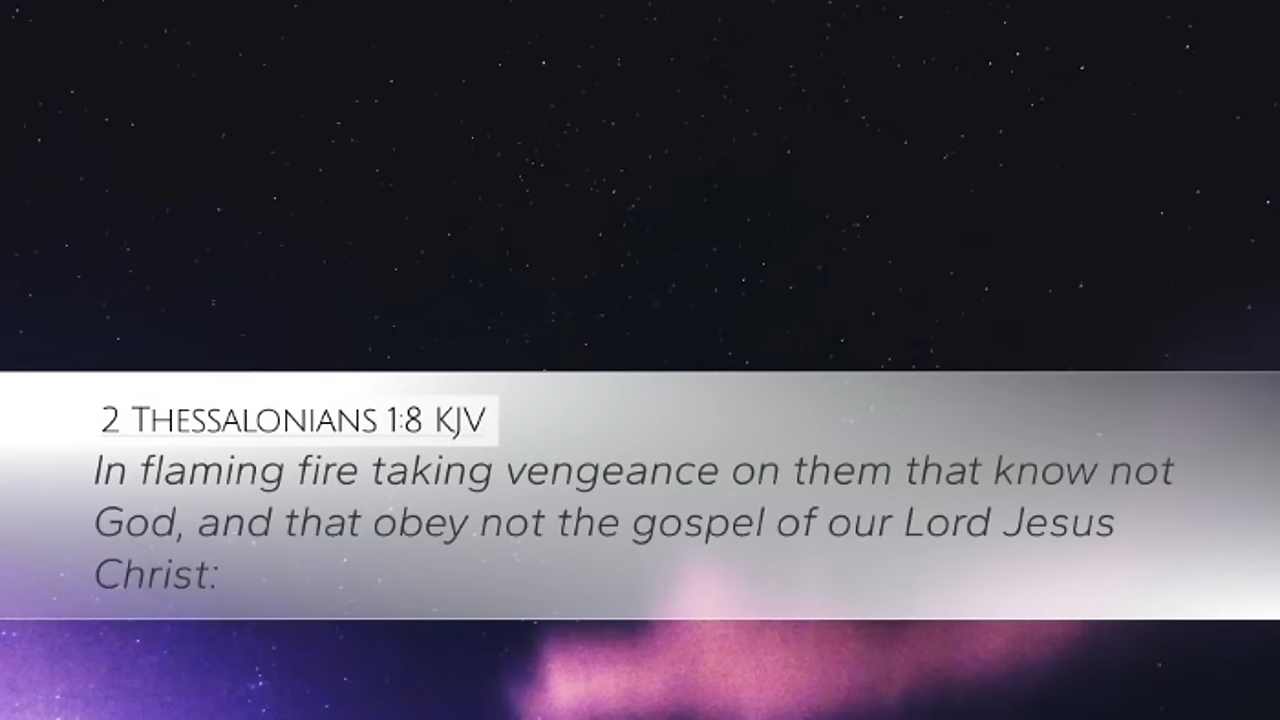 2 Thessalonians 1:8 KJV
In flaming fire taking vengeance on them that know not
God, and that obey not the gospel of our Lord Jesus
Christ: